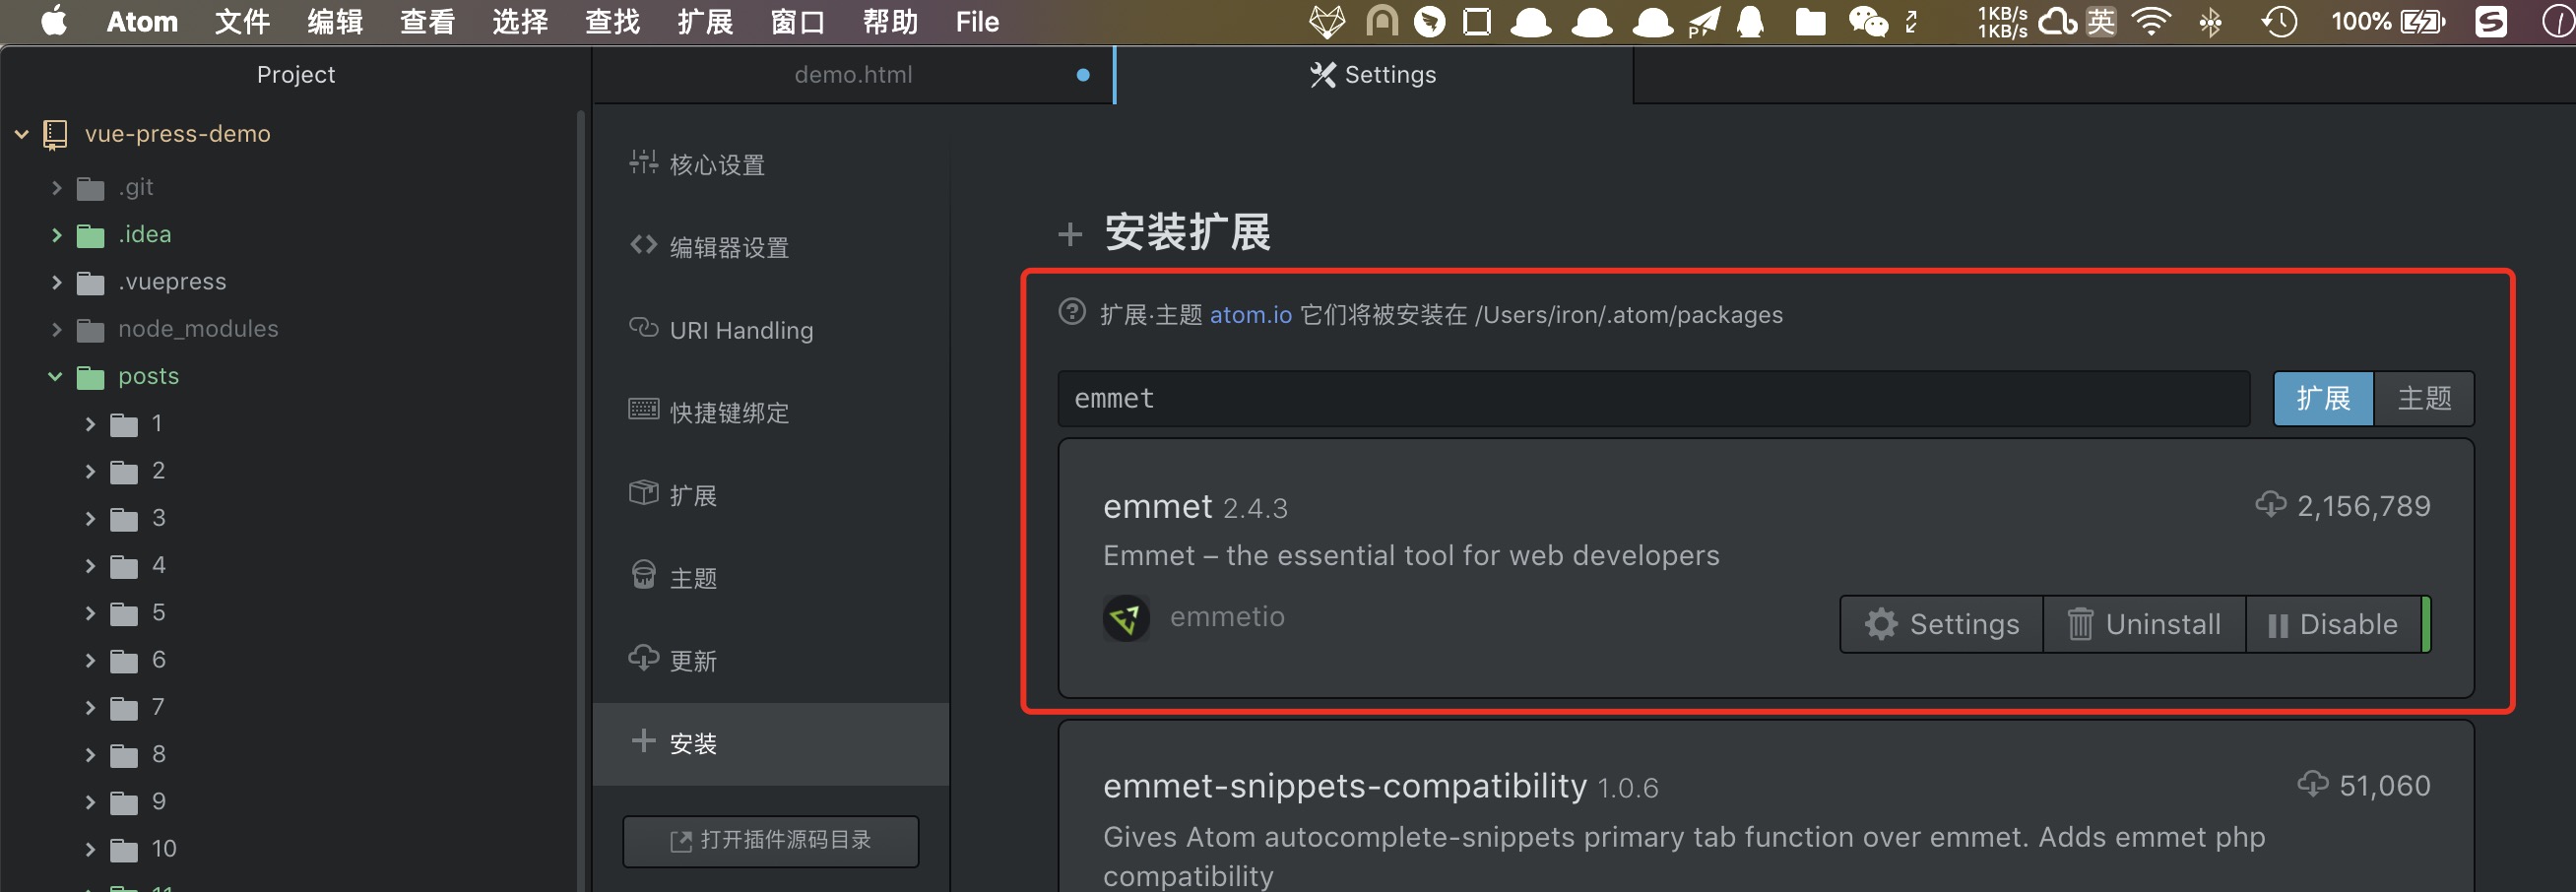 Atom 文件 编辑 查看 选择 查找 扩展 窗口 帮助 File
1KB/s
1KB/s
英
100%
Project
demo.html
Settings
vue-press-demo
.git
.idea
.vuepress
node_modules
posts
1
2
3
4
5
6
7
8
9
10
11
核心设置
编辑器设置
URI Handling
快捷键绑定
扩展
主题
更新
安装
打开插件源码目录
安装扩展
扩展·主题 atom.io 它们将被安装在 /Users/iron/.atom/packages
emmet
扩展 主题
emmet 2.4.3
2,156,789
Emmet – the essential tool for web developers
emmetio
Settings Uninstall Disable
emmet-snippets-compatibility 1.0.6
51,060
Gives Atom autocomplete-snippets primary tab function over emmet. Adds emmet php
compatibility